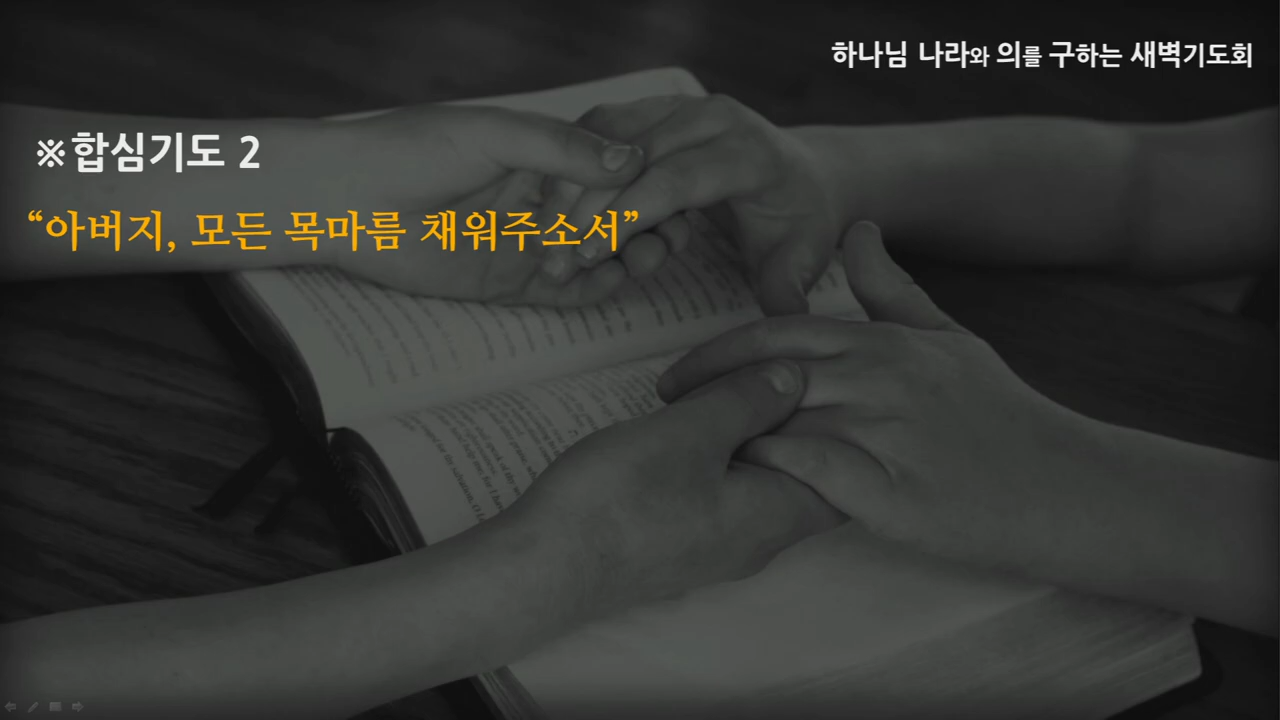 하나님 나라와 의를 구하는 새벽기도회
※합심기도 2
“아버지, 모든 목마름 채워주소서”